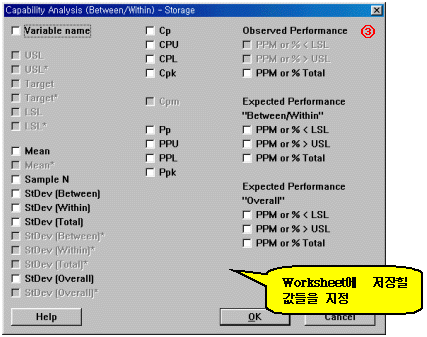 Capability Analysis (Between/Within) - Storage
Variable name
USL
USL*
Target
Target*
LSL
LSL*
Mean
Mean*
Sample N
StDev (Between)
StDev (Within)
StDev (Total)
StDev (Between)*
StDev (Within)*
StDev (Total)*
StDev (Overall)
StDev (Overall)*
Cp
CPU
CPL
Cpk
Cpm
Pp
PPU
PPL
Ppk
Observed Performance ③
PPM or % < LSL
PPM or % > USL
PPM or % Total
Expected Performance
"Between/Within"
PPM or % < LSL
PPM or % > USL
PPM or % Total
Expected Performance
"Overall"
PPM or % < LSL
PPM or % > USL
PPM or % Total
Worksheet에 저장할
값들을 지정
Help
OK
Cancel